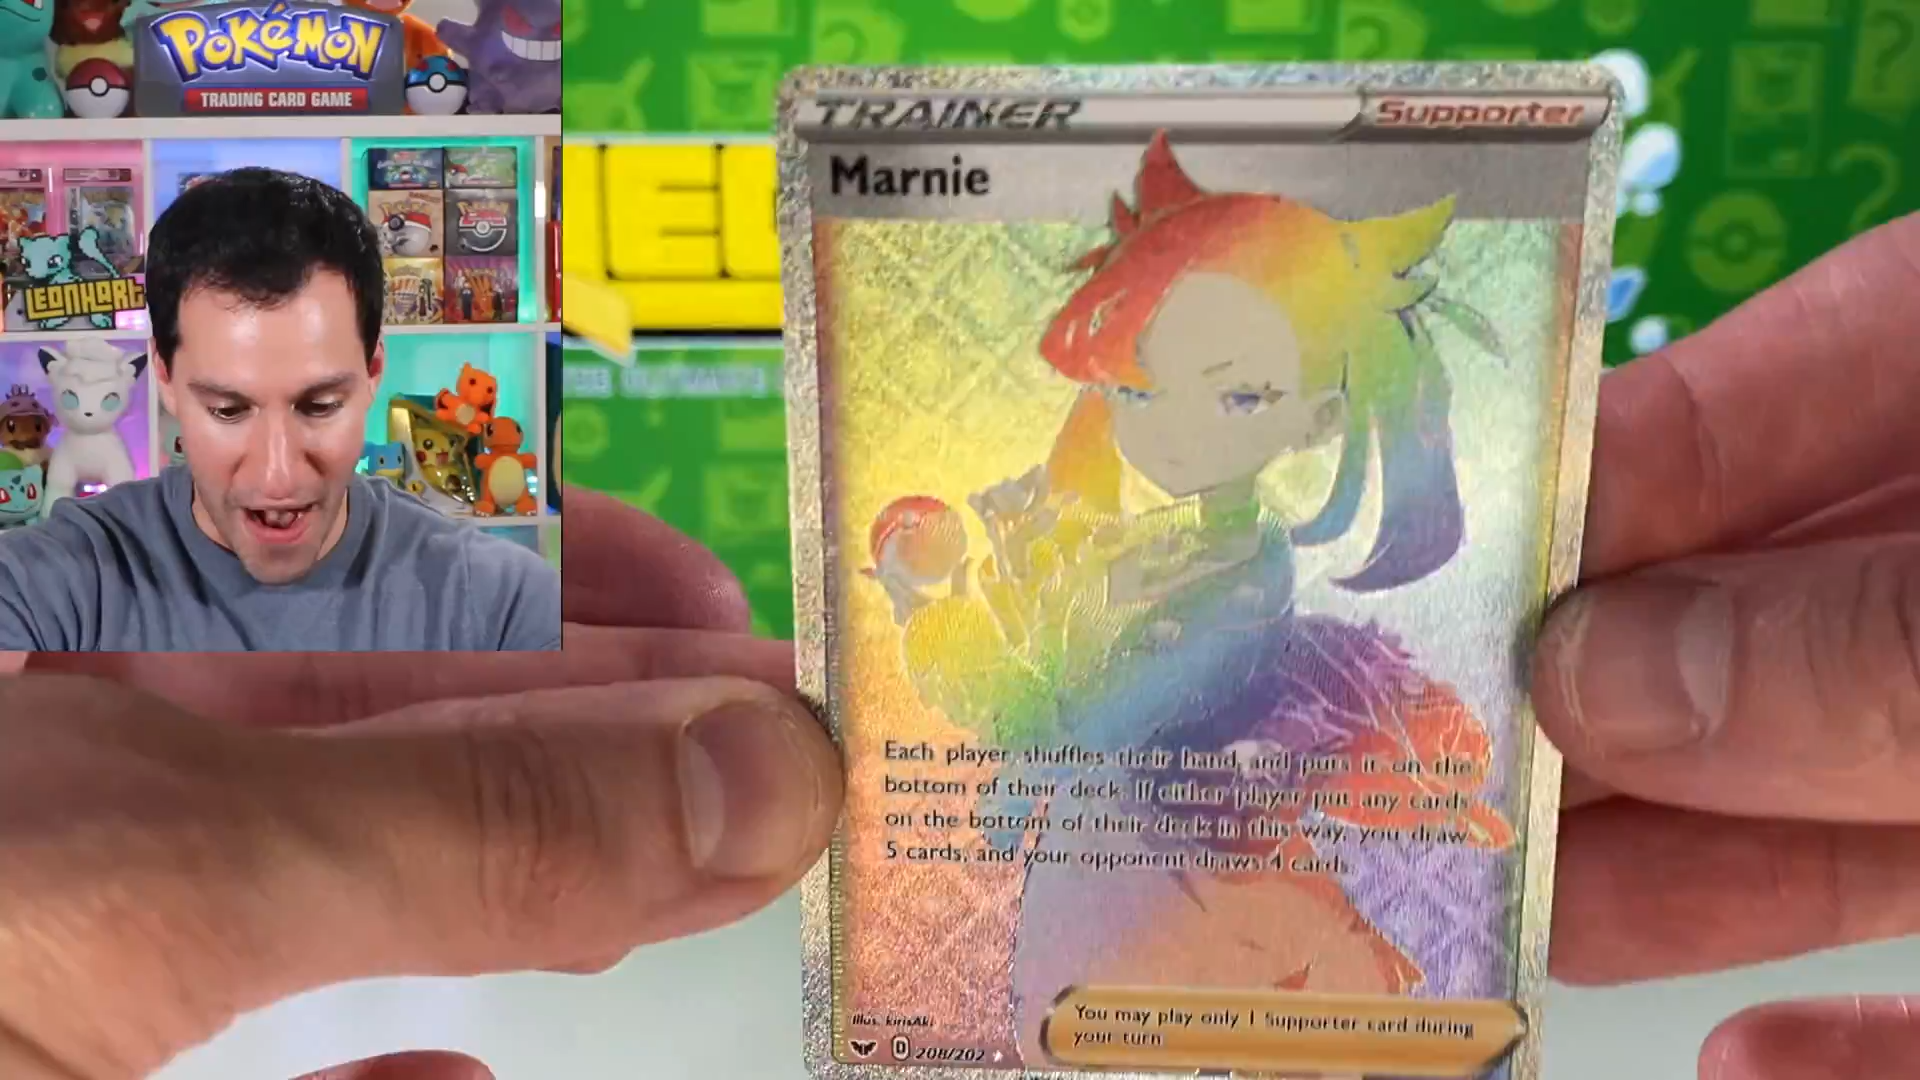 POKÉMON
TRADING CARD GAME
LEONHART
TRAINER
Supporter
Marnie
Each player shuffles their hand and puts it on the
bottom of their deck. If either player put any cards
on the bottom of their deck in this way, you draw
5 cards, and your opponent draws 4 cards.
You may play only 1 Supporter card during
your turn
Illus. kirisAki
D 208/202